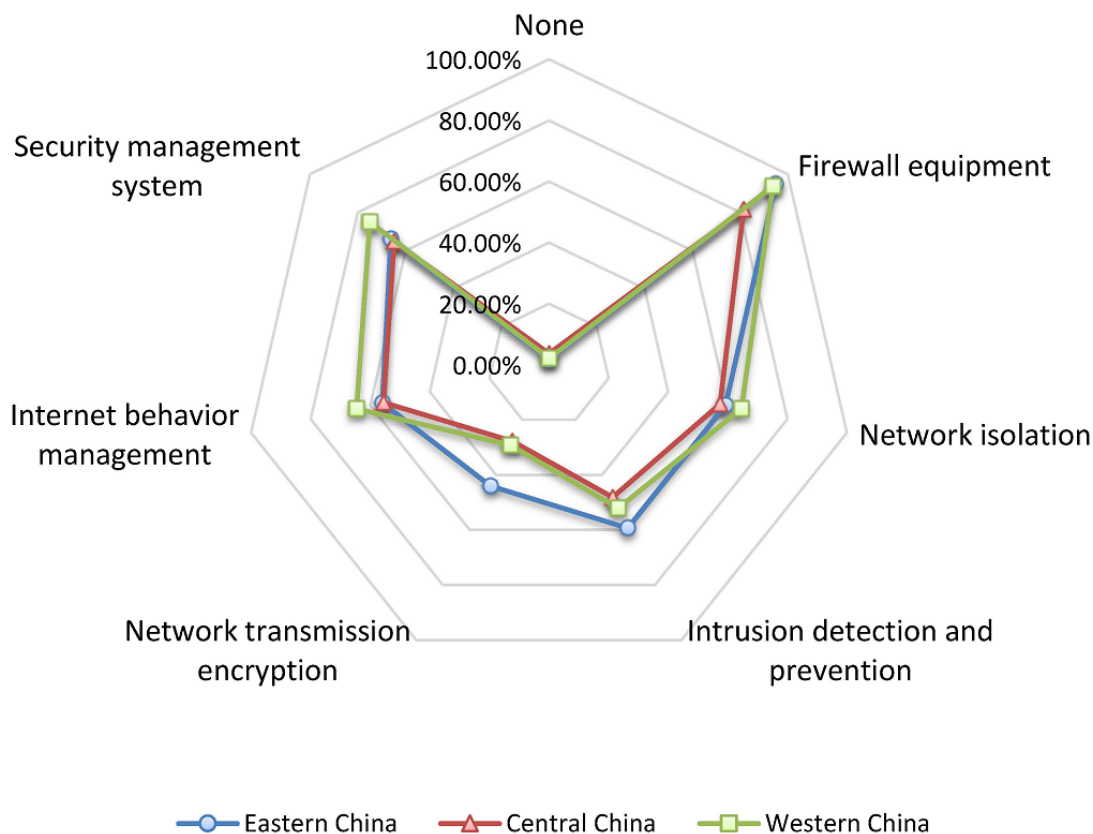 None
100.00%
80.00%
60.00%
40.00%
20.00%
0.00%
Security management
system
Firewall equipment
Internet behavior
management
Network isolation
Network transmission
encryption
Intrusion detection and
prevention
Eastern China
Central China
Western China